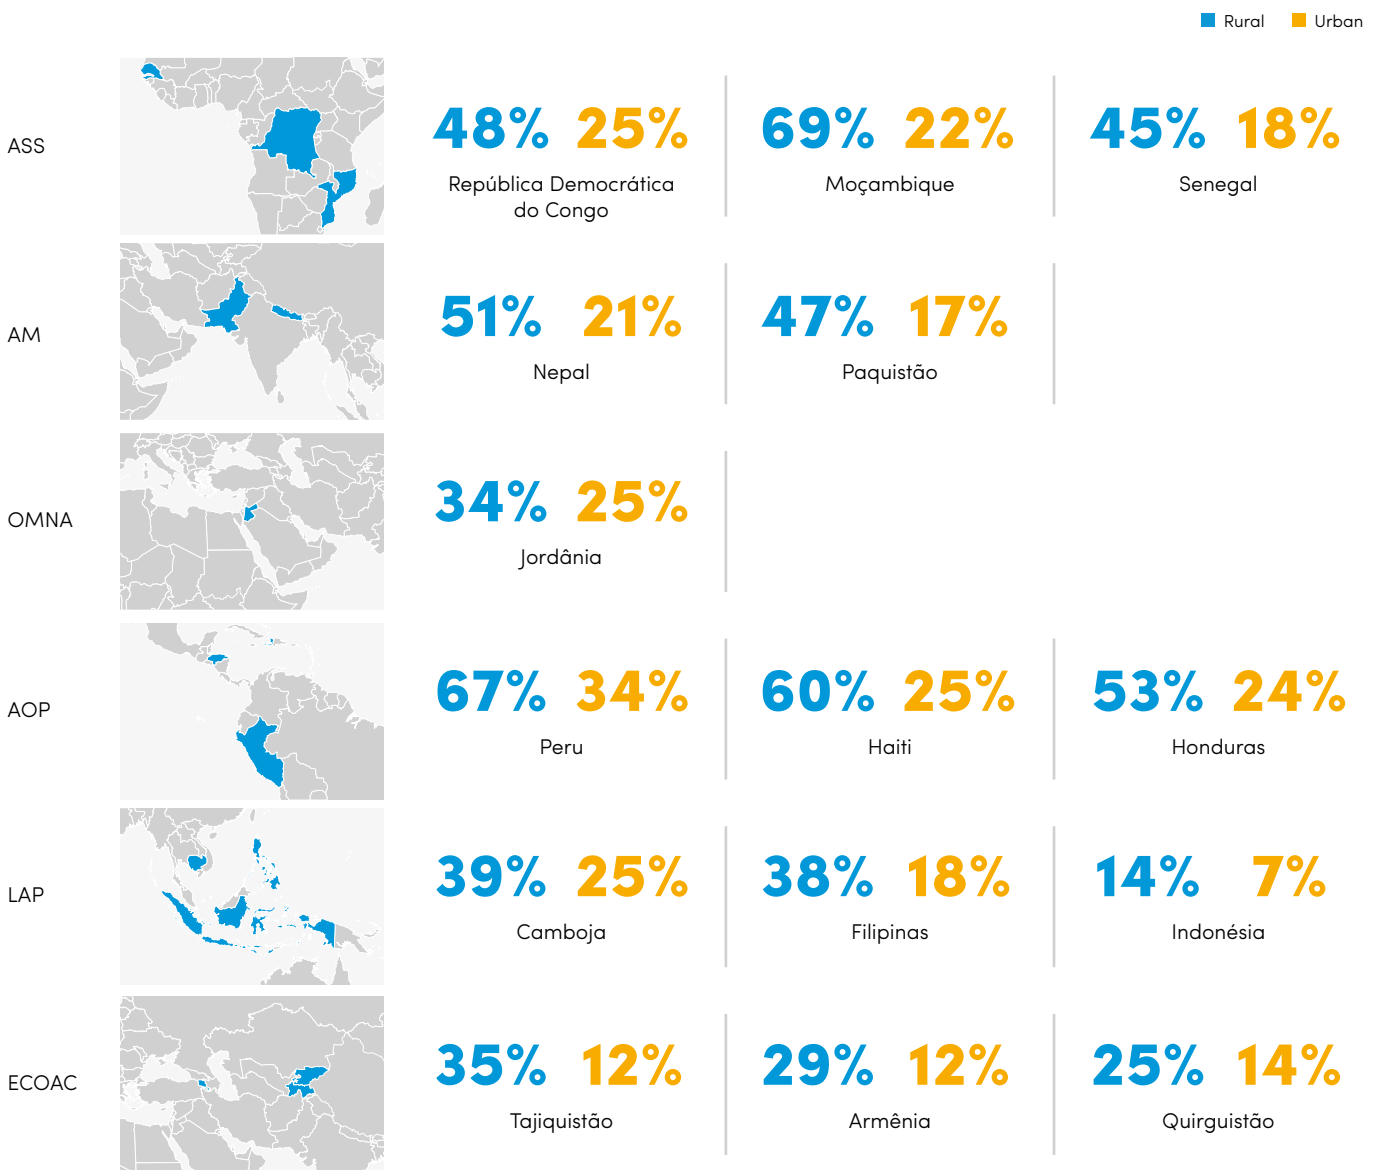 Rural Urban
ASS
48% 25% 69% 22% 45% 18%
República Democrática
do Congo
Moçambique
Senegal
AM
51% 21% 47% 17%
Nepal
Paquistão
OMNA
34% 25%
Jordânia
AOP
67% 34% 60% 25% 53% 24%
Peru
Haiti
Honduras
LAP
39% 25% 38% 18% 14% 7%
Camboja
Filipinas
Indonésia
ECOAC
35% 12% 29% 12% 25% 14%
Tajiquistão
Armênia
Quirguistão